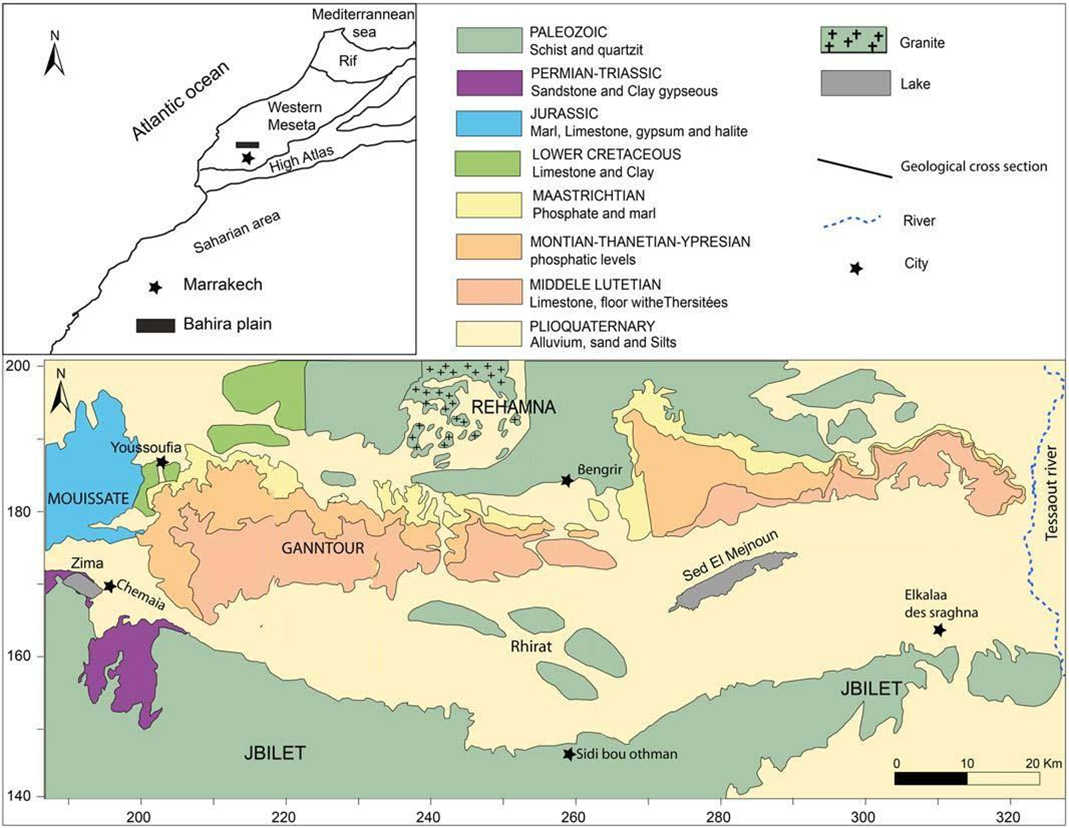 Mediterrannean
sea
N
Rif
Atlantic ocean
Western
Meseta
High Atlas
Saharian area
Marrakech
Bahira plain
PALEOZOIC
Schist and quartzit
PERMIAN-TRIASSIC
Sandstone and Clay gypseous
JURASSIC
Marl, Limestone, gypsum and halite
LOWER CRETACEOUS
Limestone and Clay
MAASTRICHTIAN
Phosphate and marl
MONTIAN-THANETIAN-YPRESIAN
phosphatic levels
MIDDELE LUTETIAN
Limestone, floor witheThersitées
PLIOQUATERNARY
Alluvium, sand and Silts
Granite
Lake
Geological cross section
River
City
200
180
160
140
N
REHAMNA
Youssoufia
Bengrir
MOUISSATE
Tessaout river
GANNTOUR
Sed El Mejnoun
Zima
Chemaia
Elkalaa
des sraghna
Rhirat
JBILET
JBILET
Sidi bou othman
0 10 20 Km
200 220 240 260 280 300 320